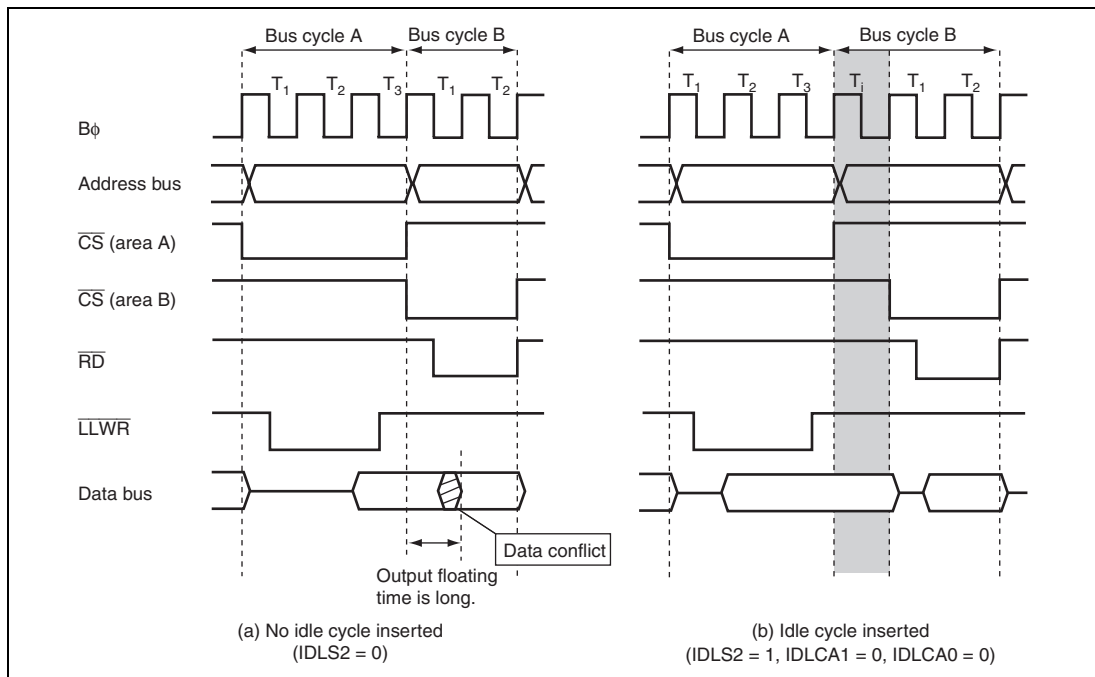 Bus cycle A
Bus cycle B
T1
T2
T3
T1
T2
Bus cycle A
Bus cycle B
T1
T2
T3
Ti
T1
T2
Bφ
Address bus
CS (area A)
CS (area B)
RD
LLWR
Data bus
Data conflict
Output floating
time is long.
(a) No idle cycle inserted
(IDLS2 = 0)
(b) Idle cycle inserted
(IDLS2 = 1, IDLCA1 = 0, IDLCA0 = 0)